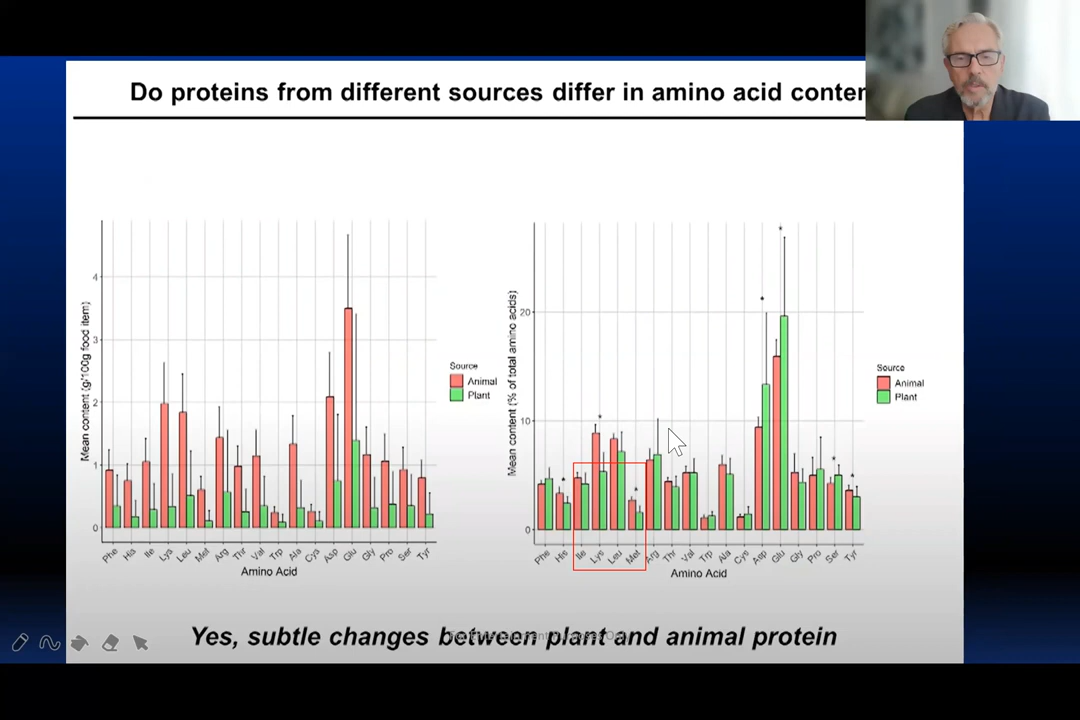 Do proteins from different sources differ in amino acid conten
Mean content (g/100g food item)
4
3
2
1
0
Phe His Ile Lys Leu Met Arg Thr Val Trp Ala Cys Asp Glu Gly Pro Ser Tyr
Amino Acid
Source
Animal
Plant
Mean content (% of total amino acids)
20
10
0
* * * * * * * *
Phe His Ile Lys Leu Met Arg Thr Val Trp Ala Cys Asp Glu Gly Pro Ser Tyr
Amino Acid
Source
Animal
Plant
Yes, subtle changes between plant and animal protein